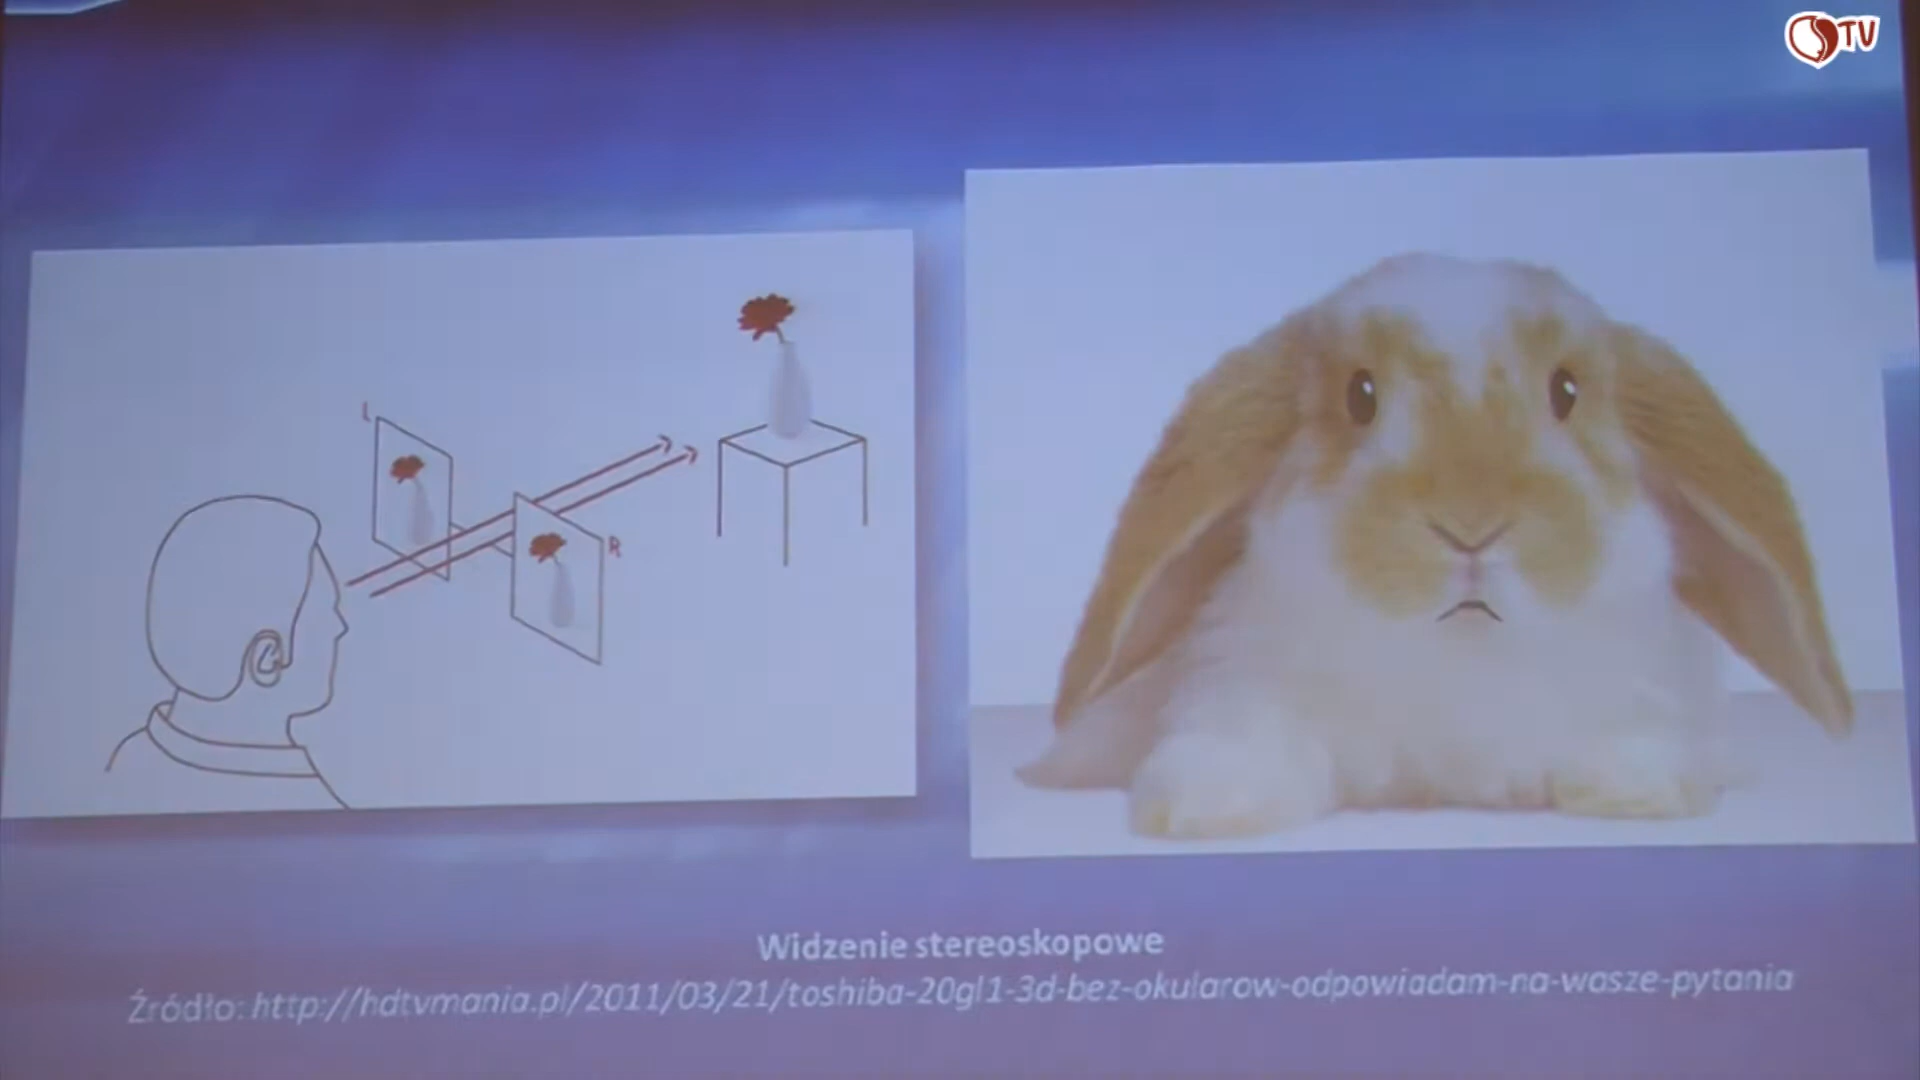 TV
L
R
Widzenie stereoskopowe
Źródło: http://hdtvmania.pl/2011/03/21/toshiba-20gl1-3d-bez-okularow-odpowiadam-na-wasze-pytania